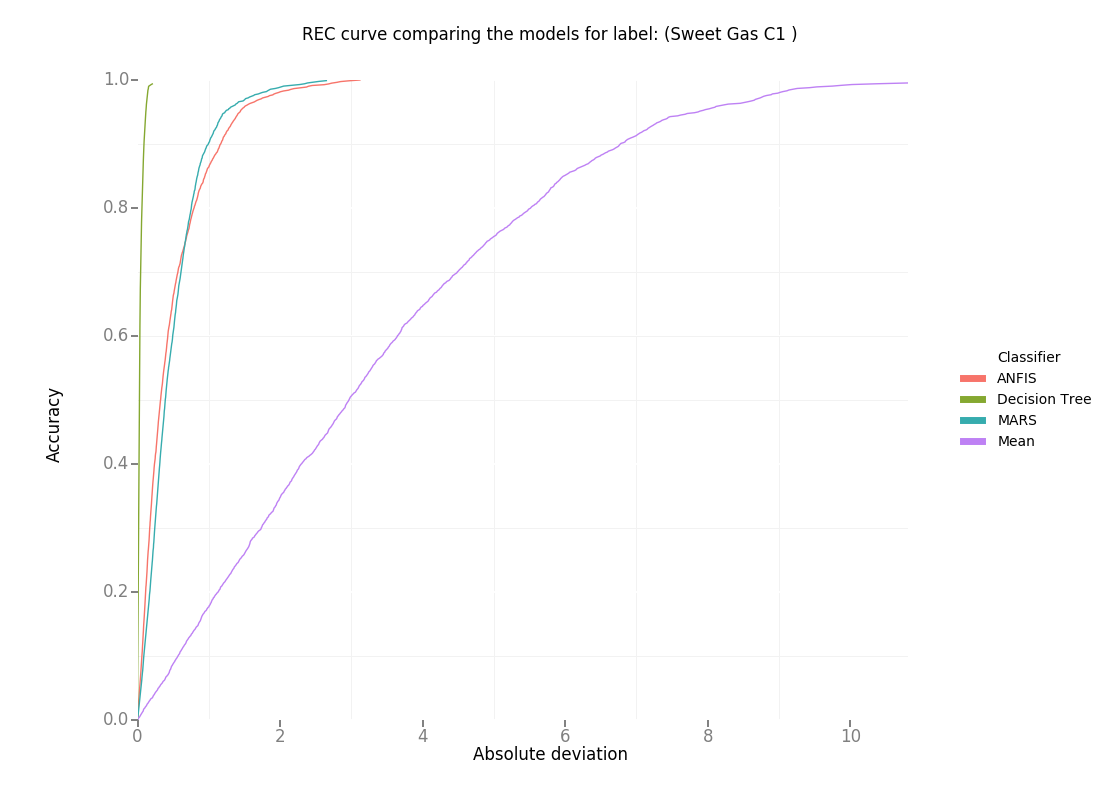 REC curve comparing the models for label: (Sweet Gas C1 )
1.0
0.8
0.6
0.4
0.2
0.0
Accuracy
0 2 4 6 8 10
Absolute deviation
Classifier
ANFIS
Decision Tree
MARS
Mean